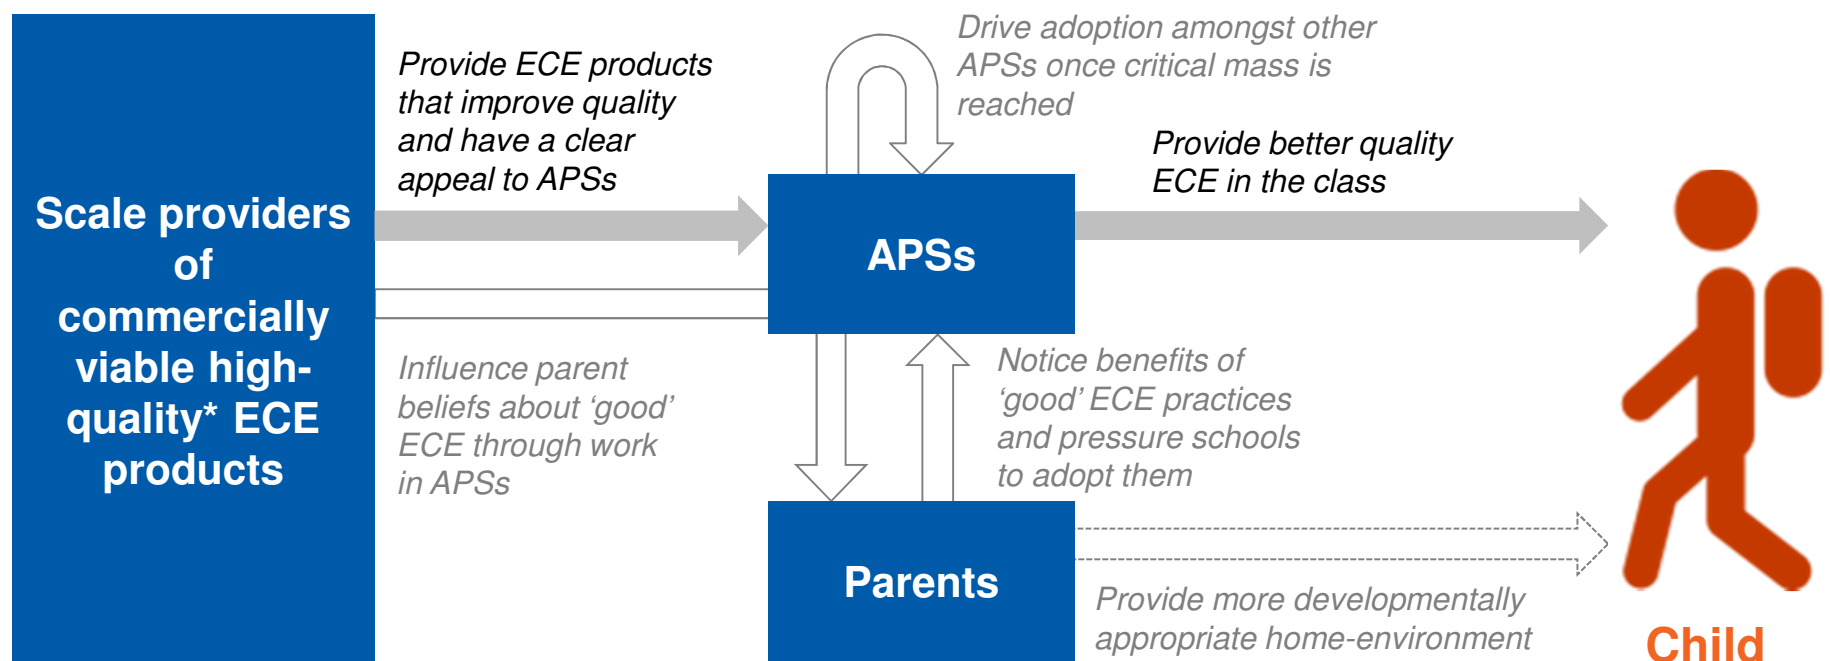 Scale providers
of
commercially
viable high-
quality* ECE
products
Provide ECE products
that improve quality
and have a clear
appeal to APSs
Influence parent
beliefs about ‘good’
ECE through work
in APSs
Drive adoption amongst other
APSs once critical mass is
reached
APSs
Provide better quality
ECE in the class
Notice benefits of
‘good’ ECE practices
and pressure schools
to adopt them
Parents
Provide more developmentally
appropriate home-environment
Child